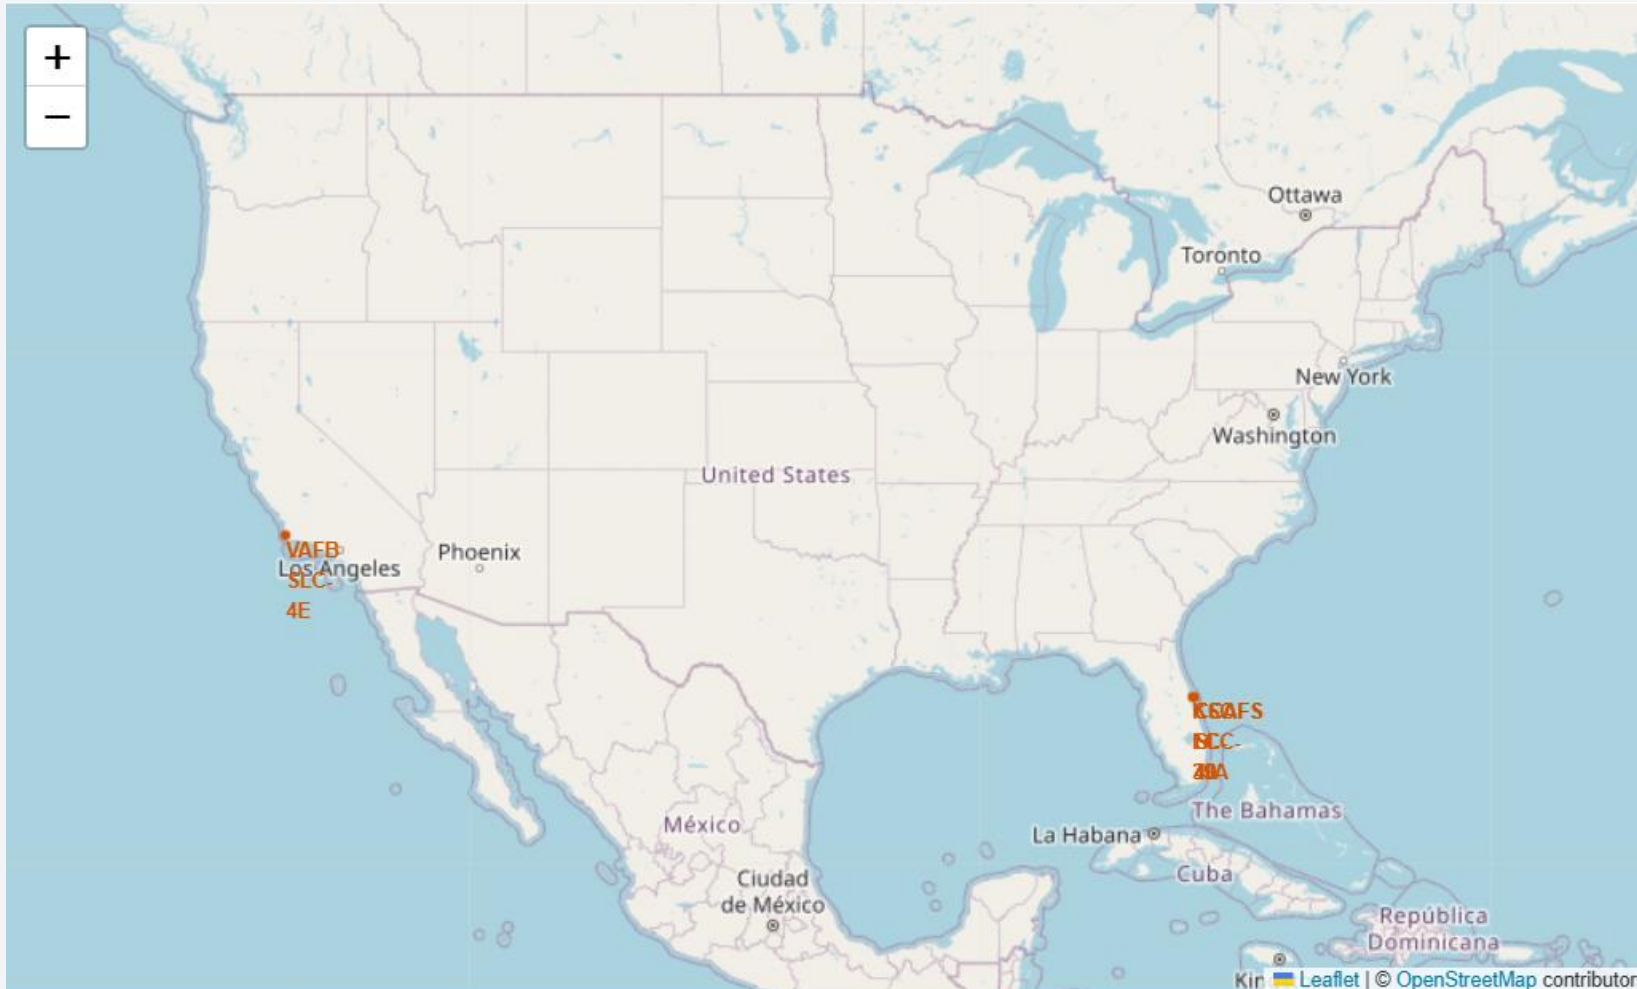 +
−
Ottawa
Toronto
New York
Washington
United States
VAFB
SLC-
4E
Los Angeles
Phoenix
The Bahamas
La Habana
México
Cuba
Ciudad
de México
República
Dominicana
Leaflet | © OpenStreetMap contributor